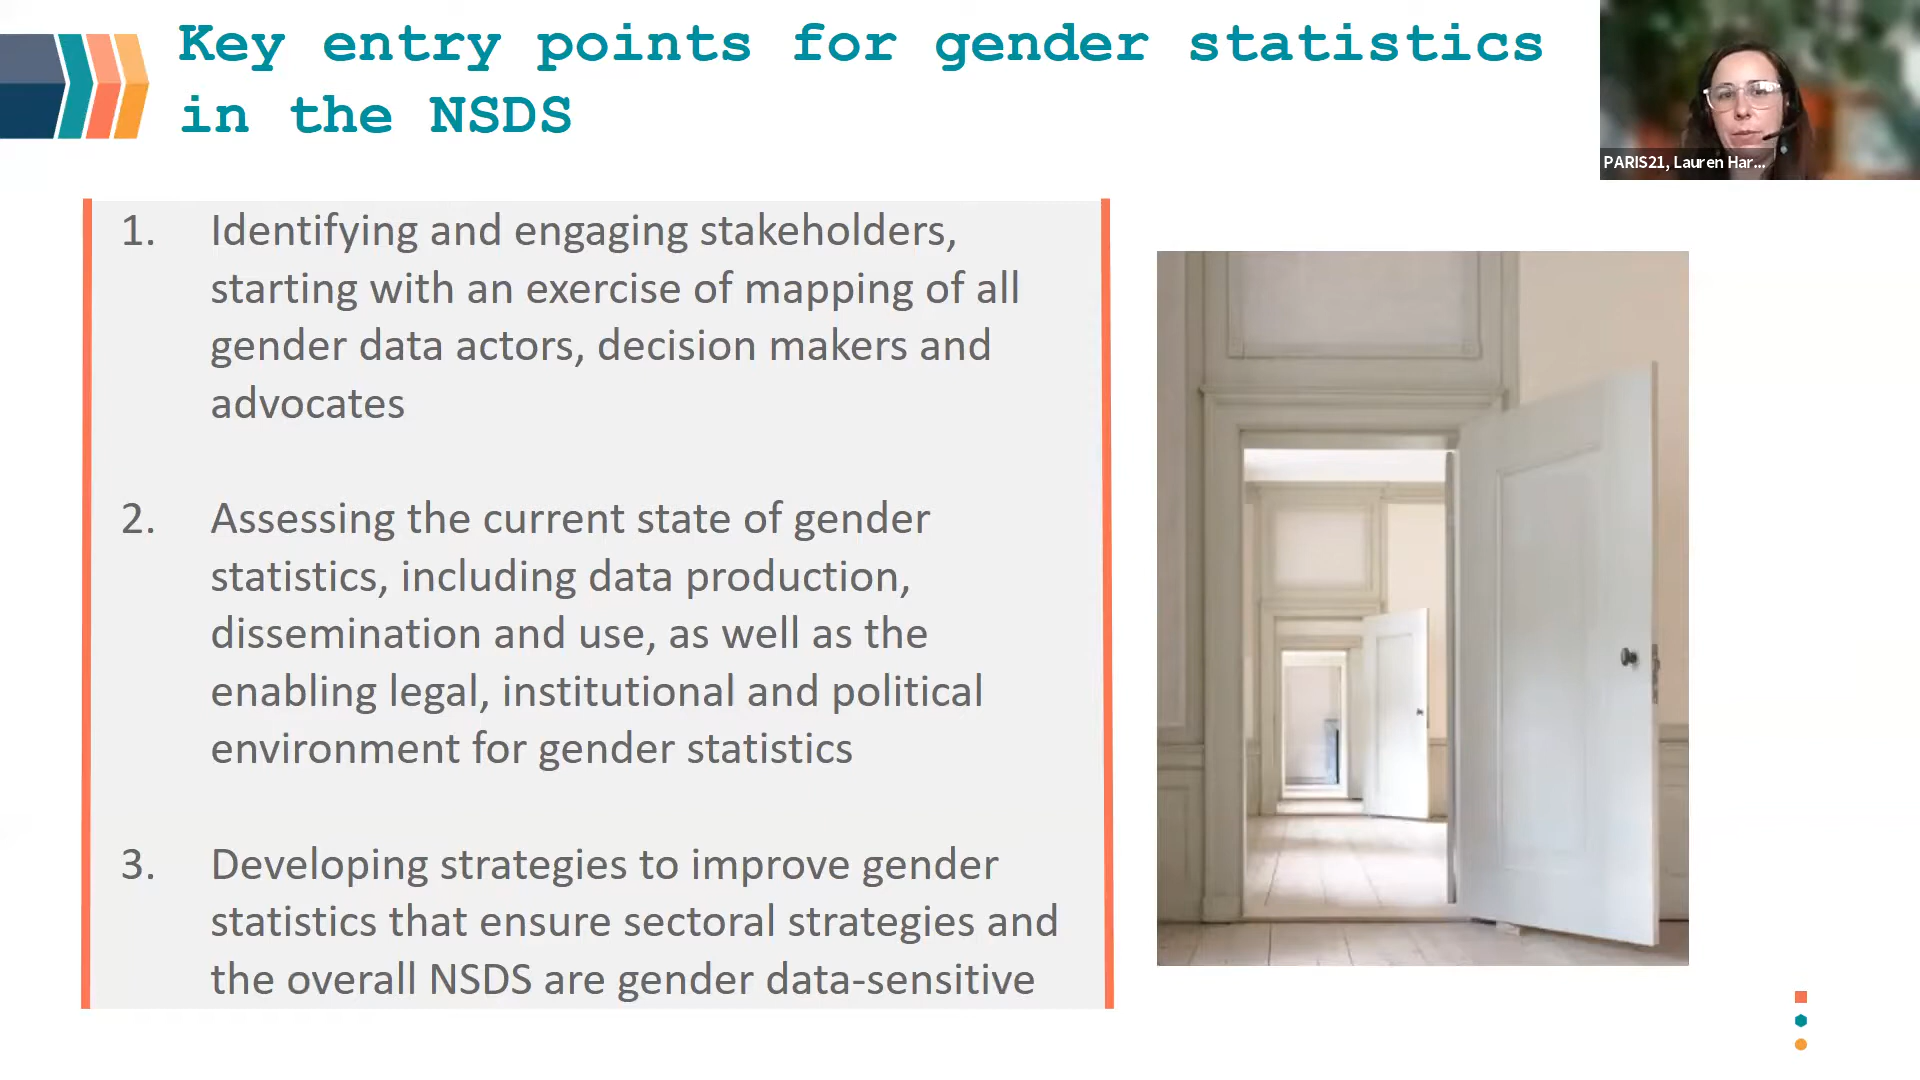 Key entry points for gender statistics
in the NSDS
PARIS21, Lauren Har...
1. Identifying and engaging stakeholders,
starting with an exercise of mapping of all
gender data actors, decision makers and
advocates
2. Assessing the current state of gender
statistics, including data production,
dissemination and use, as well as the
enabling legal, institutional and political
environment for gender statistics
3. Developing strategies to improve gender
statistics that ensure sectoral strategies and
the overall NSDS are gender data-sensitive